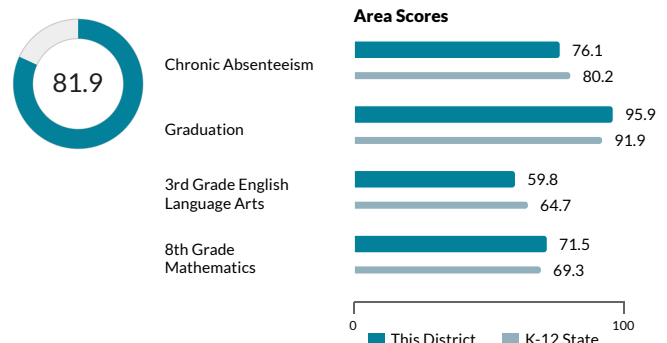 Area Scores
81.9
Chronic Absenteeism
76.1
80.2
Graduation
95.9
91.9
3rd Grade English
Language Arts
59.8
64.7
8th Grade
Mathematics
71.5
69.3
0
100
This District
K-12 State